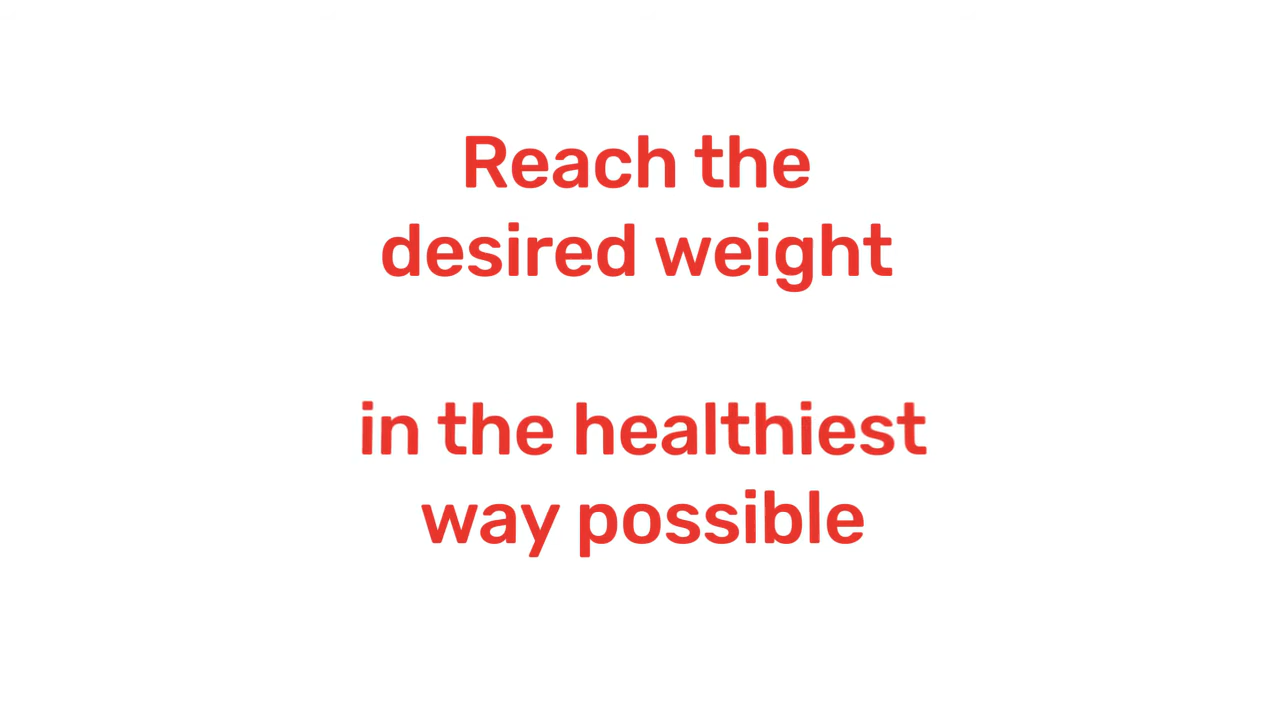 Reach the
desired weight
in the healthiest
way possible